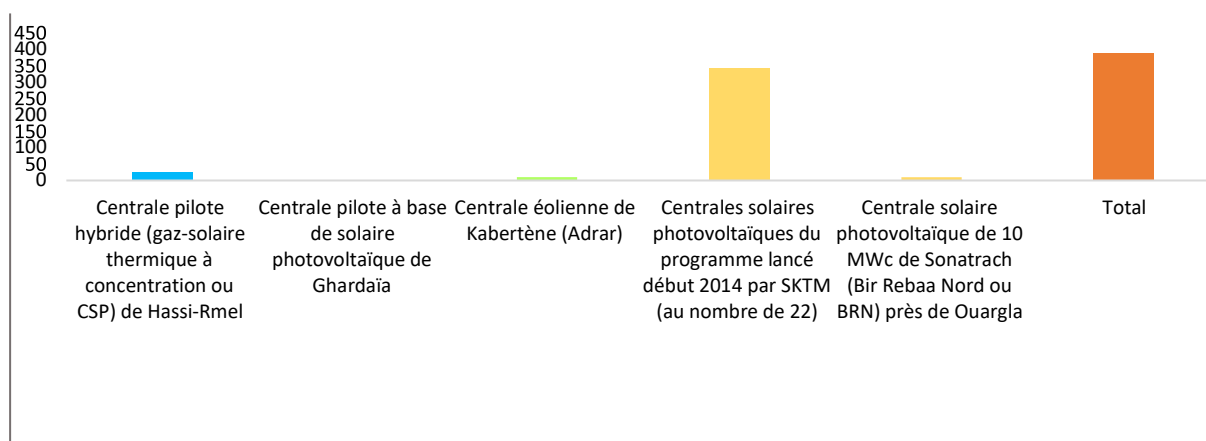 450
400
350
300
250
200
150
100
50
0
Centrale pilote
hybride (gaz-solaire
thermique à
concentration ou
CSP) de Hassi-Rmel
Centrale pilote à base
de solaire
photovoltaïque de
Ghardaïa
Centrale éolienne de
Kabertène (Adrar)
Centrales solaires
photovoltaïques du
programme lancé
début 2014 par SKTM
(au nombre de 22)
Centrale solaire
photovoltaïque de 10
MWc de Sonatrach
(Bir Rebaa Nord ou
BRN) près de Ouargla
Total